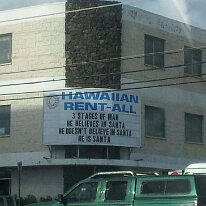 HAWAIIAN
RENT-ALL
3 STAGES OF MAN
HE BELIEVES IN SANTA
HE DOESN'T BELIEVE IN SANTA
HE IS SANTA